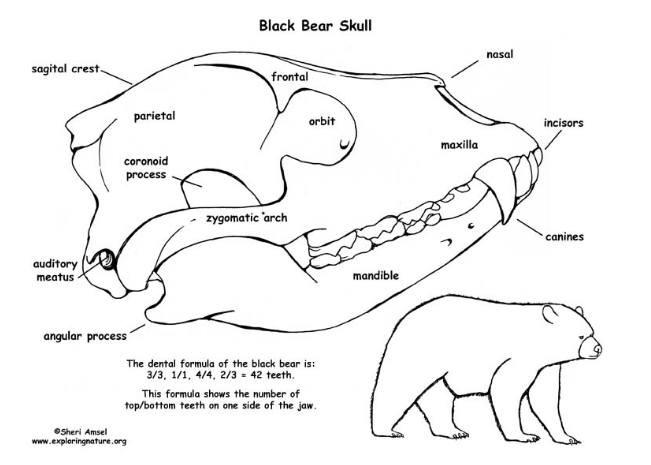 Black Bear Skull
nasal
sagital crest
frontal
parietal
orbit
incisors
maxilla
coronoid
process
zygomatic arch
canines
auditory
meatus
mandible
angular process
The dental formula of the black bear is:
3/3, 1/1, 4/4, 2/3 = 42 teeth.
This formula shows the number of
top/bottom teeth on one side of the jaw.
©Sheri Amsel
www.exploringnature.org